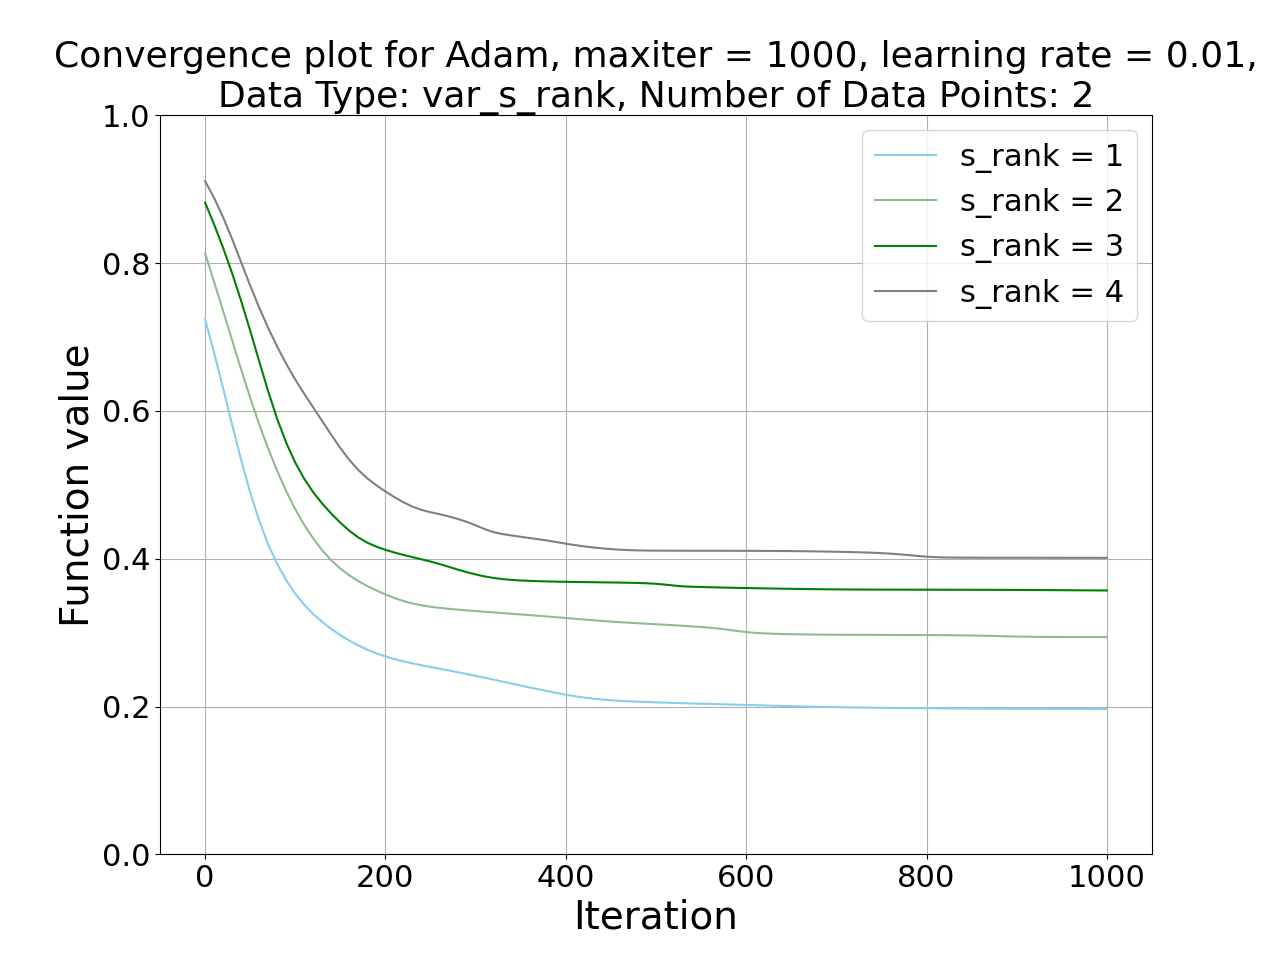 Convergence plot for Adam, maxiter = 1000, learning rate = 0.01,
Data Type: var_s_rank, Number of Data Points: 2
1.0
0.8
0.6
0.4
0.2
0.0
Function value
s_rank = 1
s_rank = 2
s_rank = 3
s_rank = 4
0 200 400 600 800 1000
Iteration